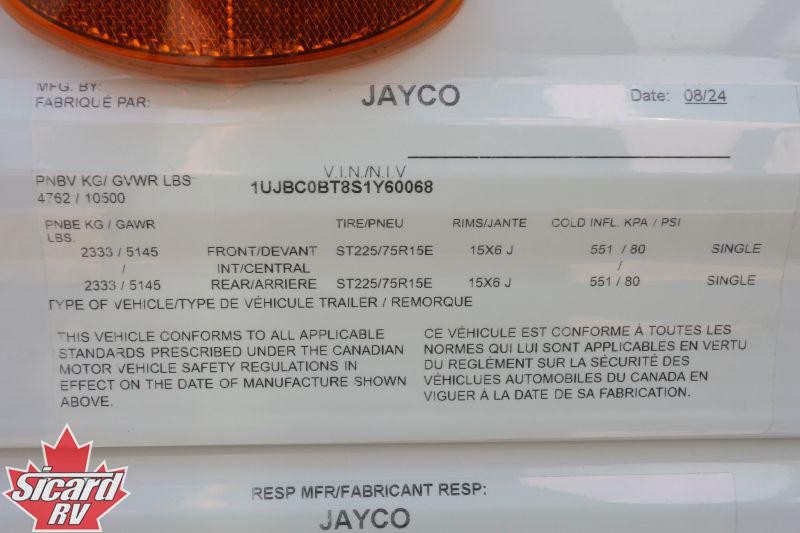 MFG. BY:
FABRIQUÉ PAR: JAYCO Date: 08/24
V.I.N./N.I.V
PNBV KG/ GVWR LBS 1UJBC0BT8S1Y60068
4762 / 10500
PNBE KG / GAWR TIRE/PNEU RIMS/JANTE COLD INFL. KPA / PSI
LBS.
2333 / 5145 FRONT/DEVANT ST225/75R15E 15X6 J 551 / 80 SINGLE
/ INT/CENTRAL /
2333 / 5145 REAR/ARRIERE ST225/75R15E 15X6 J 551 / 80 SINGLE
TYPE OF VEHICLE/TYPE DE VÉHICULE TRAILER / REMORQUE
THIS VEHICLE CONFORMS TO ALL APPLICABLE
STANDARDS PRESCRIBED UNDER THE CANADIAN
MOTOR VEHICLE SAFETY REGULATIONS IN
EFFECT ON THE DATE OF MANUFACTURE SHOWN
ABOVE.
CE VÉHICULE EST CONFORME À TOUTES LES
NORMES QUI LUI SONT APPLICABLES EN VERTU
DU REGLÉMENT SUR LA SÉCURITÉ DES
VÉHICLUES AUTOMOBILES DU CANADA EN
VIGUER À LA DATE DE SA FABRICATION.
RESP MFR/FABRICANT RESP:
JAYCO
Sicard
RV